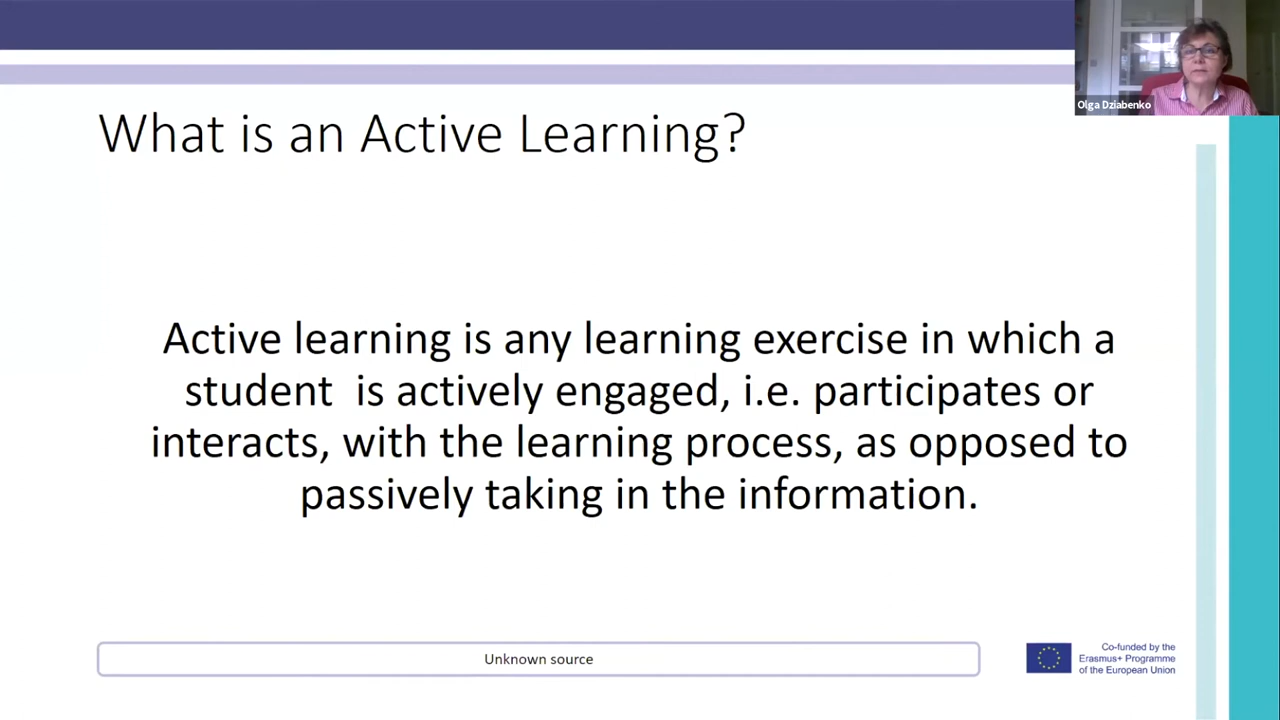 Olga Dziabenko
What is an Active Learning?
Active learning is any learning exercise in which a
student  is actively engaged, i.e. participates or
interacts, with the learning process, as opposed to
passively taking in the information.
Unknown source
Co-funded by the
Erasmus+ Programme
of the European Union